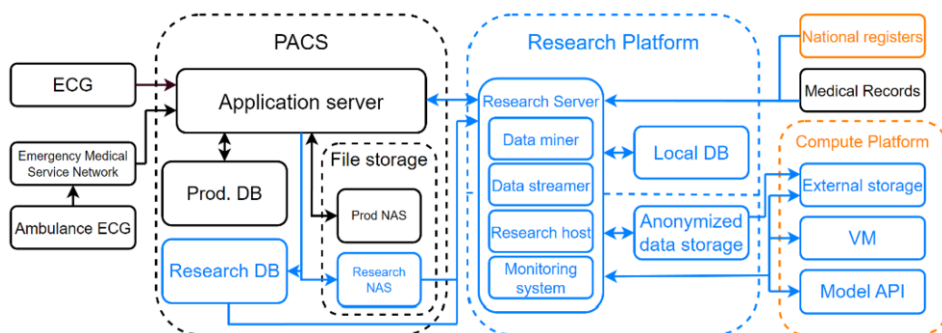 PACS
Research Platform
National registers
ECG
Application server
Research Server
Medical Records
Data miner
Local DB
Compute Platform
Emergency Medical
Service Network
File storage
Prod. DB
Data streamer
External storage
Ambulance ECG
Prod NAS
Research host
Anonymized
data storage
VM
Research DB
Research
NAS
Monitoring
system
Model API